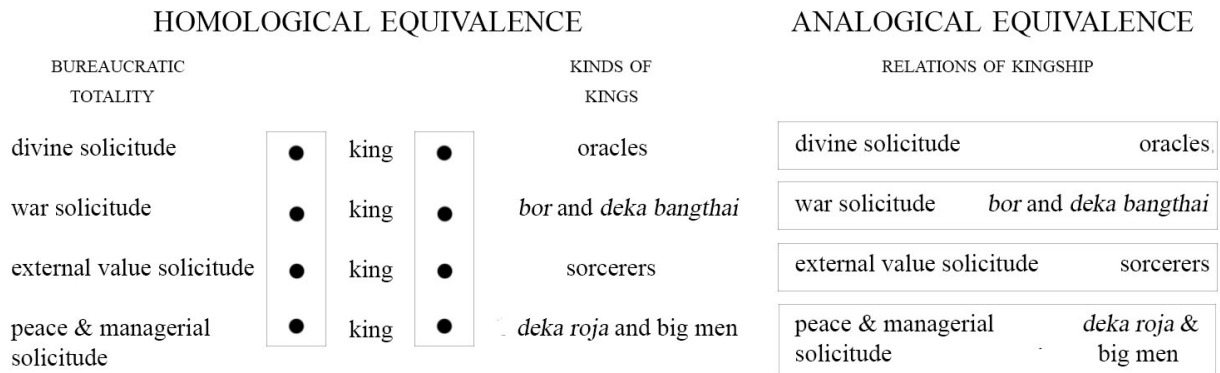 HOMOLOGICAL EQUIVALENCE ANALOGICAL EQUIVALENCE
BUREAUCRATIC KINDS OF RELATIONS OF KINGSHIP
TOTALITY KINGS
divine solicitude king oracles divine solicitude oracles
war solicitude king bor and deka bangthai war solicitude bor and deka bangthai
external value solicitude king sorcerers external value solicitude sorcerers
peace & managerial king deka roja and big men peace & managerial deka roja &
solicitude solicitude big men